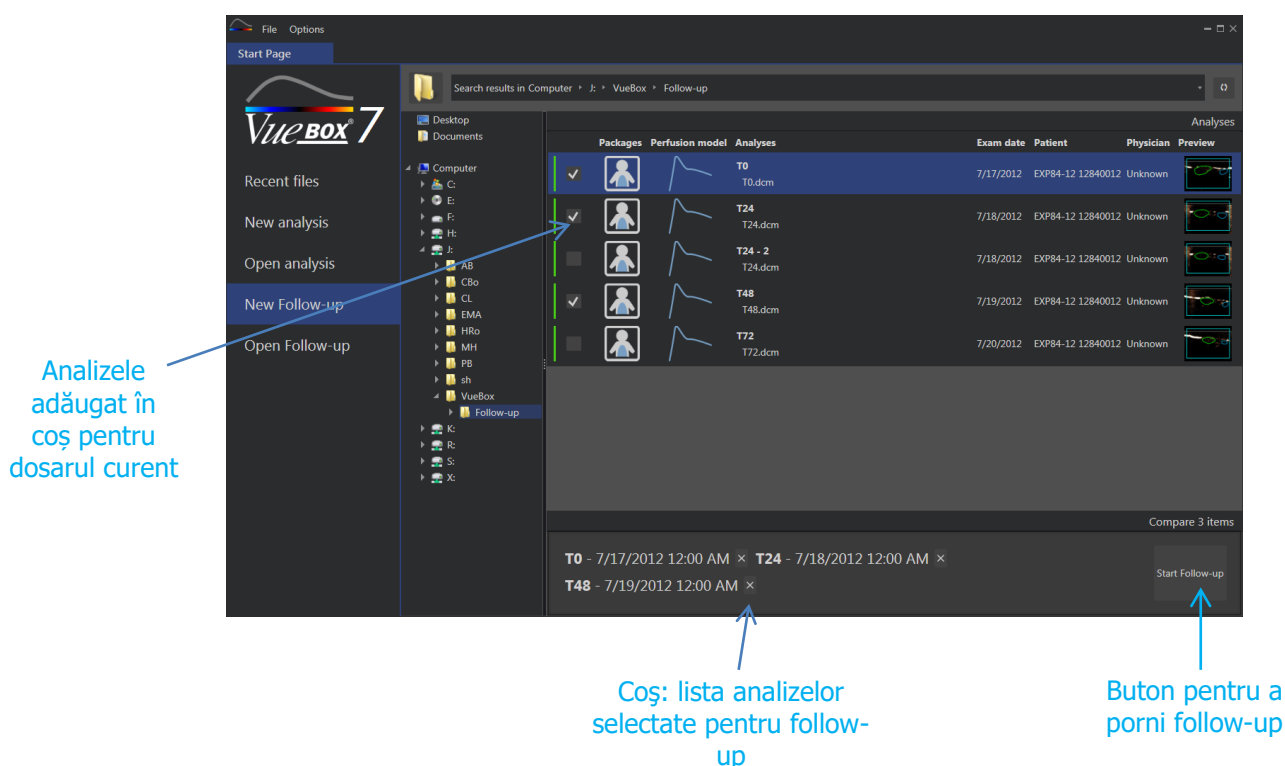 File Options
Start Page
VUEBOX® 7
Recent files
New analysis
Open analysis
New Follow-up
Open Follow-up
Search results in Computer J: VueBox Follow-up
Desktop
Documents
Computer
C:
E:
F:
H:
J:
AB
CBo
CL
EMA
HRo
MH
PB
sh
VueBox
Follow-up
K:
R:
S:
X:
Analyses
Packages Perfusion model Analyses Exam date Patient Physician Preview
T0
T0.dcm
7/17/2012 EXP84-12 12840012 Unknown
T24
T24.dcm
7/18/2012 EXP84-12 12840012 Unknown
T24 - 2
T24.dcm
7/18/2012 EXP84-12 12840012 Unknown
T48
T48.dcm
7/19/2012 EXP84-12 12840012 Unknown
T72
T72.dcm
7/20/2012 EXP84-12 12840012 Unknown
Compare 3 items
T0 - 7/17/2012 12:00 AM × T24 - 7/18/2012 12:00 AM ×
T48 - 7/19/2012 12:00 AM ×
Start Follow-up
Analizele
adăugat în
coș pentru
dosarul curent
Coş: lista analizelor
selectate pentru follow-
up
Buton pentru a
porni follow-up